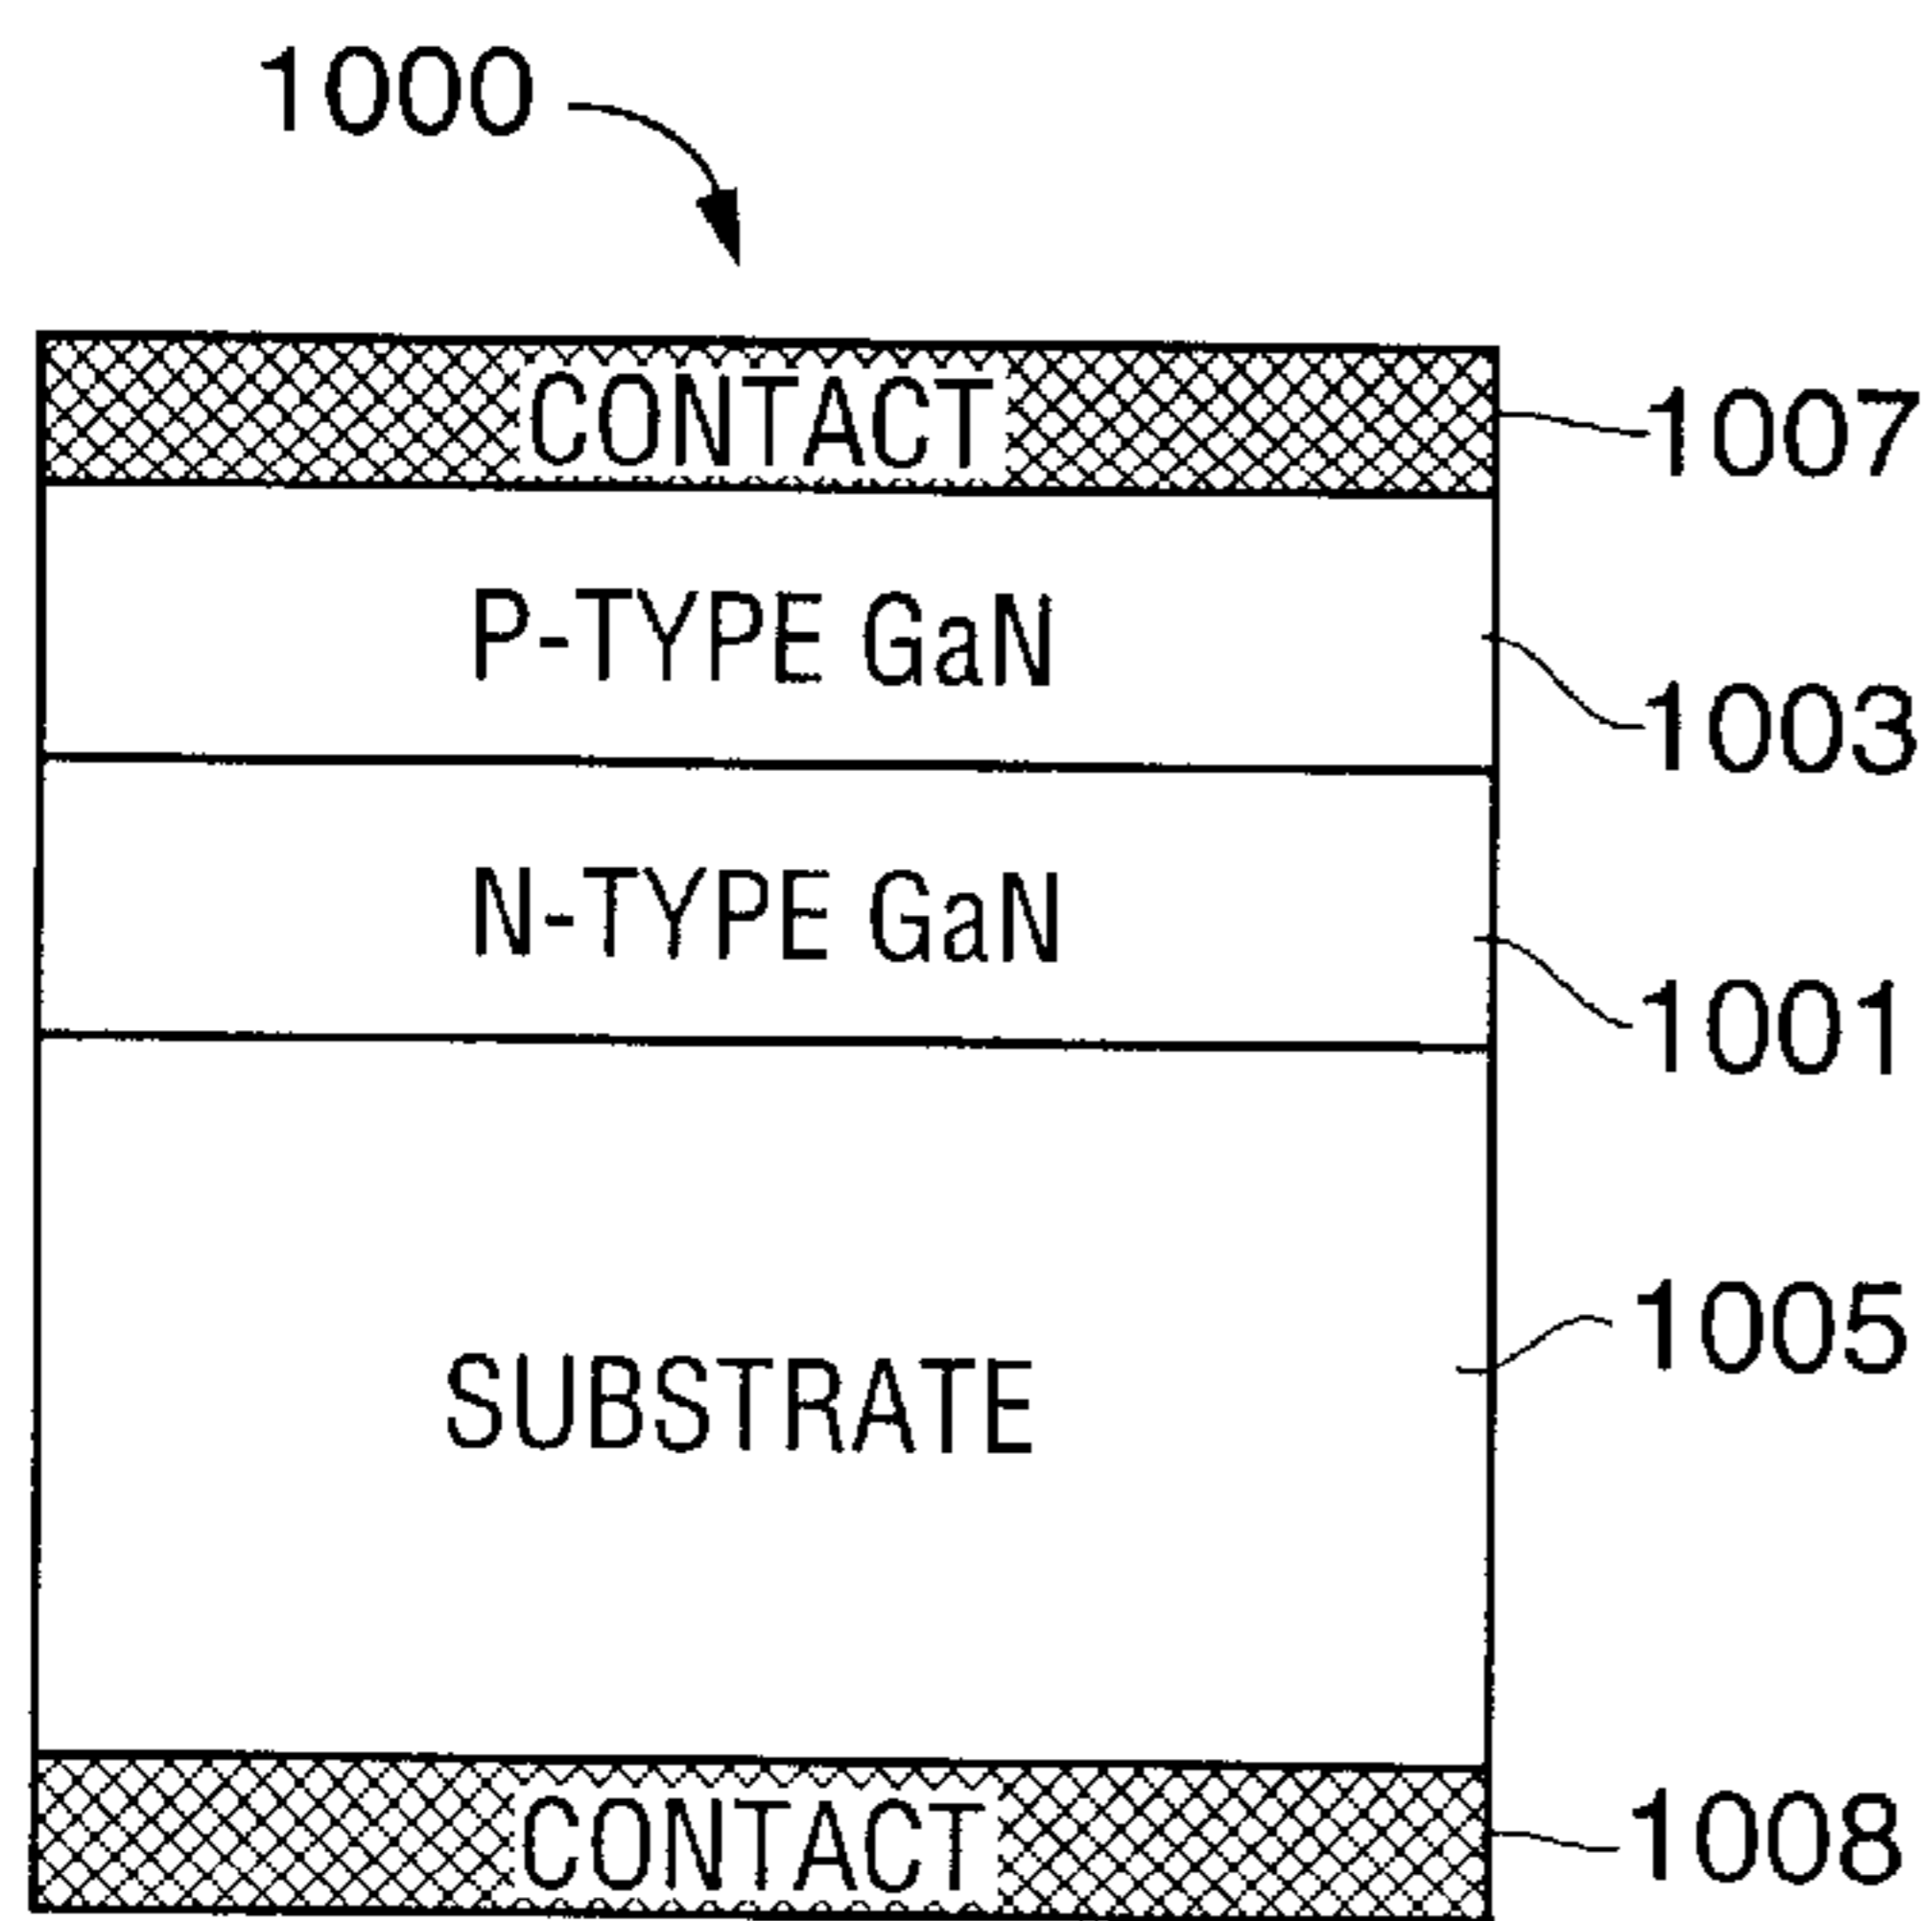 1000
CONTACT
1007
P-TYPE GaN
1003
N-TYPE GaN
1001
SUBSTRATE
1005
CONTACT
1008